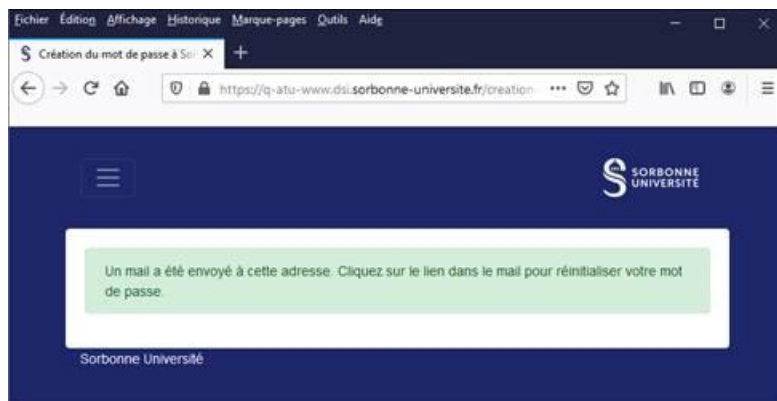 Fichier Édition Affichage Historique Marque-pages Outils Aide
Création du mot de passe à So
https://q-atu-www.dsi.sorbonne-universite.fr/creation
SORBONNE
UNIVERSITÉ
Un mail a été envoyé à cette adresse. Cliquez sur le lien dans le mail pour réinitialiser votre mot
de passe.
Sorbonne Université